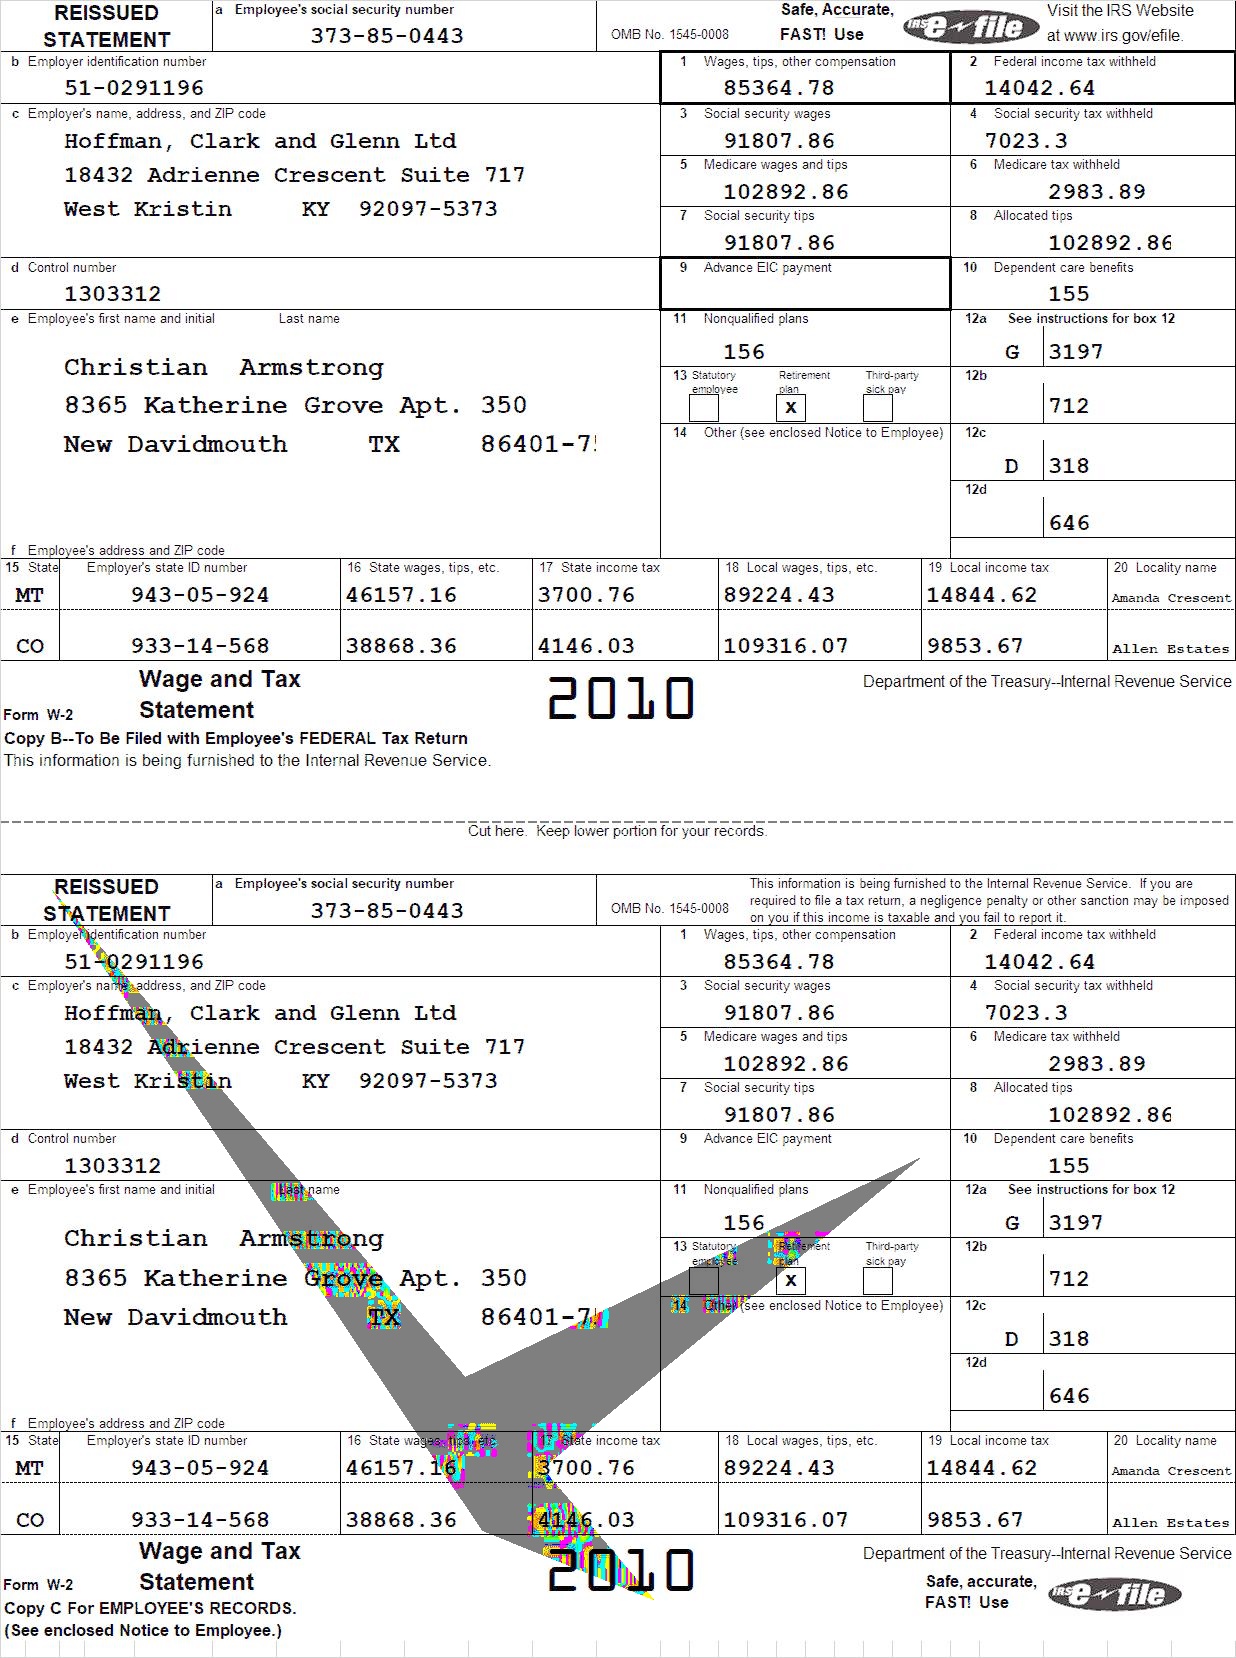 REISSUED STATEMENT
a Employee's social security number
373-85-0443
OMB No. 1545-0008
Safe, Accurate, FAST! Use
IRS e-file
Visit the IRS Website at www.irs.gov/efile.
b Employer identification number
51-0291196
1 Wages, tips, other compensation
85364.78
2 Federal income tax withheld
14042.64
c Employer's name, address, and ZIP code
Hoffman, Clark and Glenn Ltd
18432 Adrienne Crescent Suite 717
West Kristin KY 92097-5373
3 Social security wages
91807.86
4 Social security tax withheld
7023.3
5 Medicare wages and tips
102892.86
6 Medicare tax withheld
2983.89
7 Social security tips
91807.86
8 Allocated tips
102892.86
d Control number
1303312
9 Advance EIC payment
10 Dependent care benefits
155
e Employee's first name and initial Last name
Christian Armstrong
8365 Katherine Grove Apt. 350
New Davidmouth TX 86401-7
11 Nonqualified plans
156
12a See instructions for box 12
G 3197
13 Statutory employee Retirement plan Third-party sick pay
X
12b
712
14 Other (see enclosed Notice to Employee)
12c
D 318
12d
646
f Employee's address and ZIP code
15 State Employer's state ID number 16 State wages, tips, etc. 17 State income tax 18 Local wages, tips, etc. 19 Local income tax 20 Locality name
MT 943-05-924 46157.16 3700.76 89224.43 14844.62 Amanda Crescent
CO 933-14-568 38868.36 4146.03 109316.07 9853.67 Allen Estates
Form W-2 Wage and Tax Statement
2010
Department of the Treasury--Internal Revenue Service
Copy B--To Be Filed with Employee's FEDERAL Tax Return
This information is being furnished to the Internal Revenue Service.
Cut here. Keep lower portion for your records.
REISSUED STATEMENT
a Employee's social security number
373-85-0443
OMB No. 1545-0008
This information is being furnished to the Internal Revenue Service. If you are
required to file a tax return, a negligence penalty or other sanction may be imposed
on you if this income is taxable and you fail to report it.
b Employer identification number
51-0291196
1 Wages, tips, other compensation
85364.78
2 Federal income tax withheld
14042.64
c Employer's name, address, and ZIP code
Hoffman, Clark and Glenn Ltd
18432 Adrienne Crescent Suite 717
West Kristin KY 92097-5373
3 Social security wages
91807.86
4 Social security tax withheld
7023.3
5 Medicare wages and tips
102892.86
6 Medicare tax withheld
2983.89
7 Social security tips
91807.86
8 Allocated tips
102892.86
d Control number
1303312
9 Advance EIC payment
10 Dependent care benefits
155
e Employee's first name and initial Last name
Christian Armstrong
8365 Katherine Grove Apt. 350
New Davidmouth TX 86401-7
11 Nonqualified plans
156
12a See instructions for box 12
G 3197
13 Statutory employee Retirement plan Third-party sick pay
X
12b
712
14 Other (see enclosed Notice to Employee)
12c
D 318
12d
646
f Employee's address and ZIP code
15 State Employer's state ID number 16 State wages, tips, etc. 17 State income tax 18 Local wages, tips, etc. 19 Local income tax 20 Locality name
MT 943-05-924 46157.16 3700.76 89224.43 14844.62 Amanda Crescent
CO 933-14-568 38868.36 4146.03 109316.07 9853.67 Allen Estates
Form W-2 Wage and Tax Statement
2010
Department of the Treasury--Internal Revenue Service
Safe, accurate, FAST! Use
IRS e-file
Copy C For EMPLOYEE'S RECORDS.
(See enclosed Notice to Employee.)